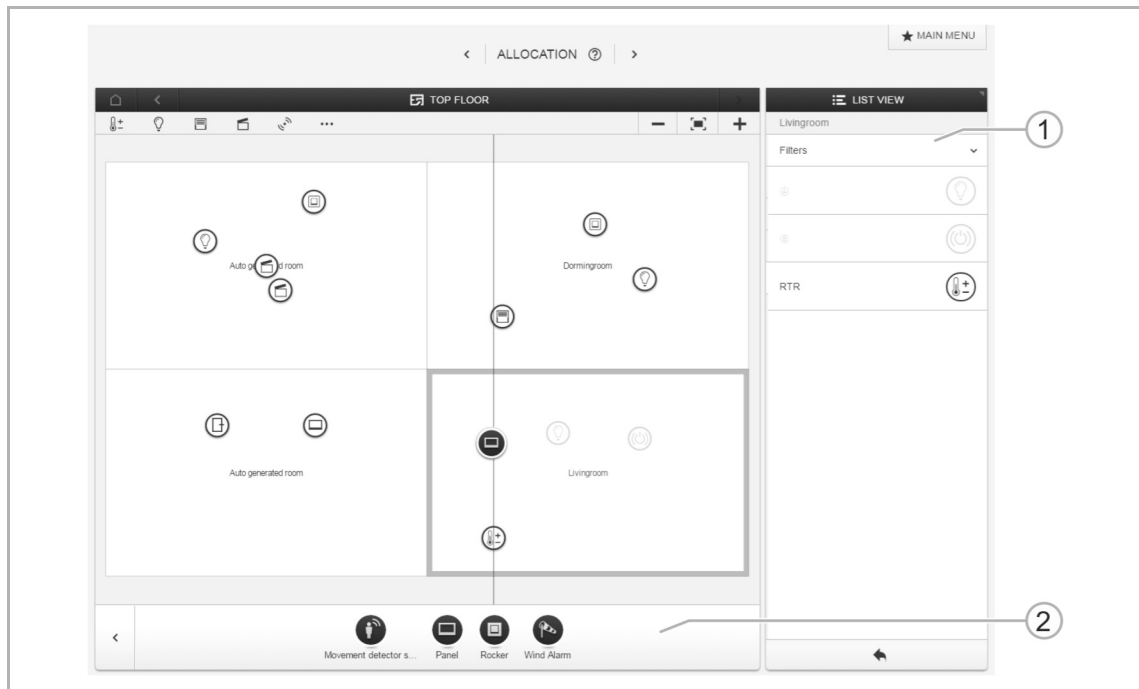 MAIN MENU
ALLOCATION
TOP FLOOR
LIST VIEW
Livingroom
Filters
1
Auto generated room
Dormingroom
RTR
Auto generated room
Livingroom
Movement detector s...
Panel
Rocker
Wind Alarm
2